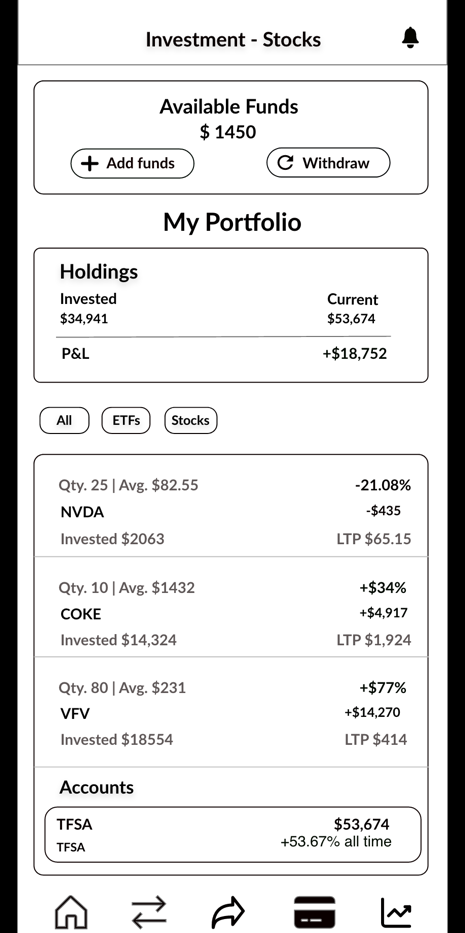 Investment - Stocks
Available Funds
$ 1450
Add funds
Withdraw
My Portfolio
Holdings
Invested Current
$34,941 $53,674
P&L +$18,752
All ETFs Stocks
Qty. 25 | Avg. $82.55 -21.08%
NVDA -$435
Invested $2063 LTP $65.15
Qty. 10 | Avg. $1432 +$34%
COKE +$4,917
Invested $14,324 LTP $1,924
Qty. 80 | Avg. $231 +$77%
VFV +$14,270
Invested $18554 LTP $414
Accounts
TFSA $53,674
TFSA +53.67% all time